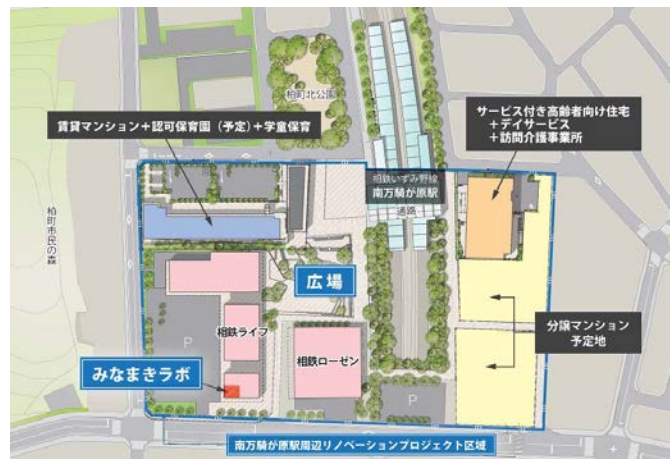 柏町北公園
賃貸マンション＋認可保育園（予定）＋学童保育
サービス付き高齢者向け住宅
＋デイサービス
＋訪問介護事業所
相鉄いずみ野線
南万騎が原駅
通路
柏町市民の森
広場
相鉄ライフ
P
相鉄ローゼン
分譲マンション
予定地
みなまきラボ
P
南万騎が原駅周辺リノベーションプロジェクト区域